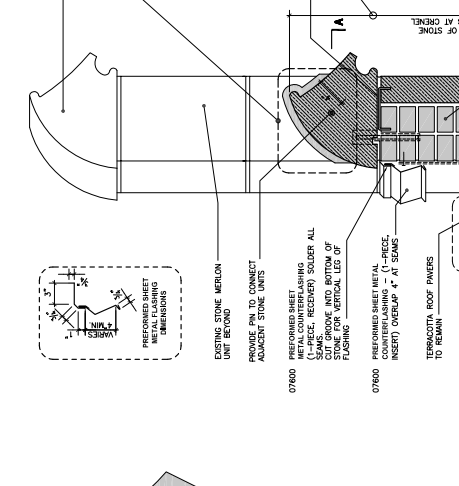 OF STONE
AT CRENEL
A
EXISTING STONE MERLON
UNIT BEYOND
PROVIDE PIN TO CONNECT
ADJACENT STONE UNITS
07600 PREFORMED SHEET
METAL COUNTERFLASHING
(1-PIECE, RECEIVER) SOLDER ALL
SEAMS.
CUT GROOVE INTO BOTTOM OF
STONE FOR VERTICAL LEG OF
FLASHING
07600 PREFORMED SHEET METAL
COUNTERFLASHING - (1-PIECE,
INSERT) OVERLAP 4" AT SEAMS
TERRACOTTA ROOF PAVERS
TO REMAIN
3"
1"
VARIES
4"MIN.
PREFORMED SHEET
METAL FLASHING
DIMENSIONS